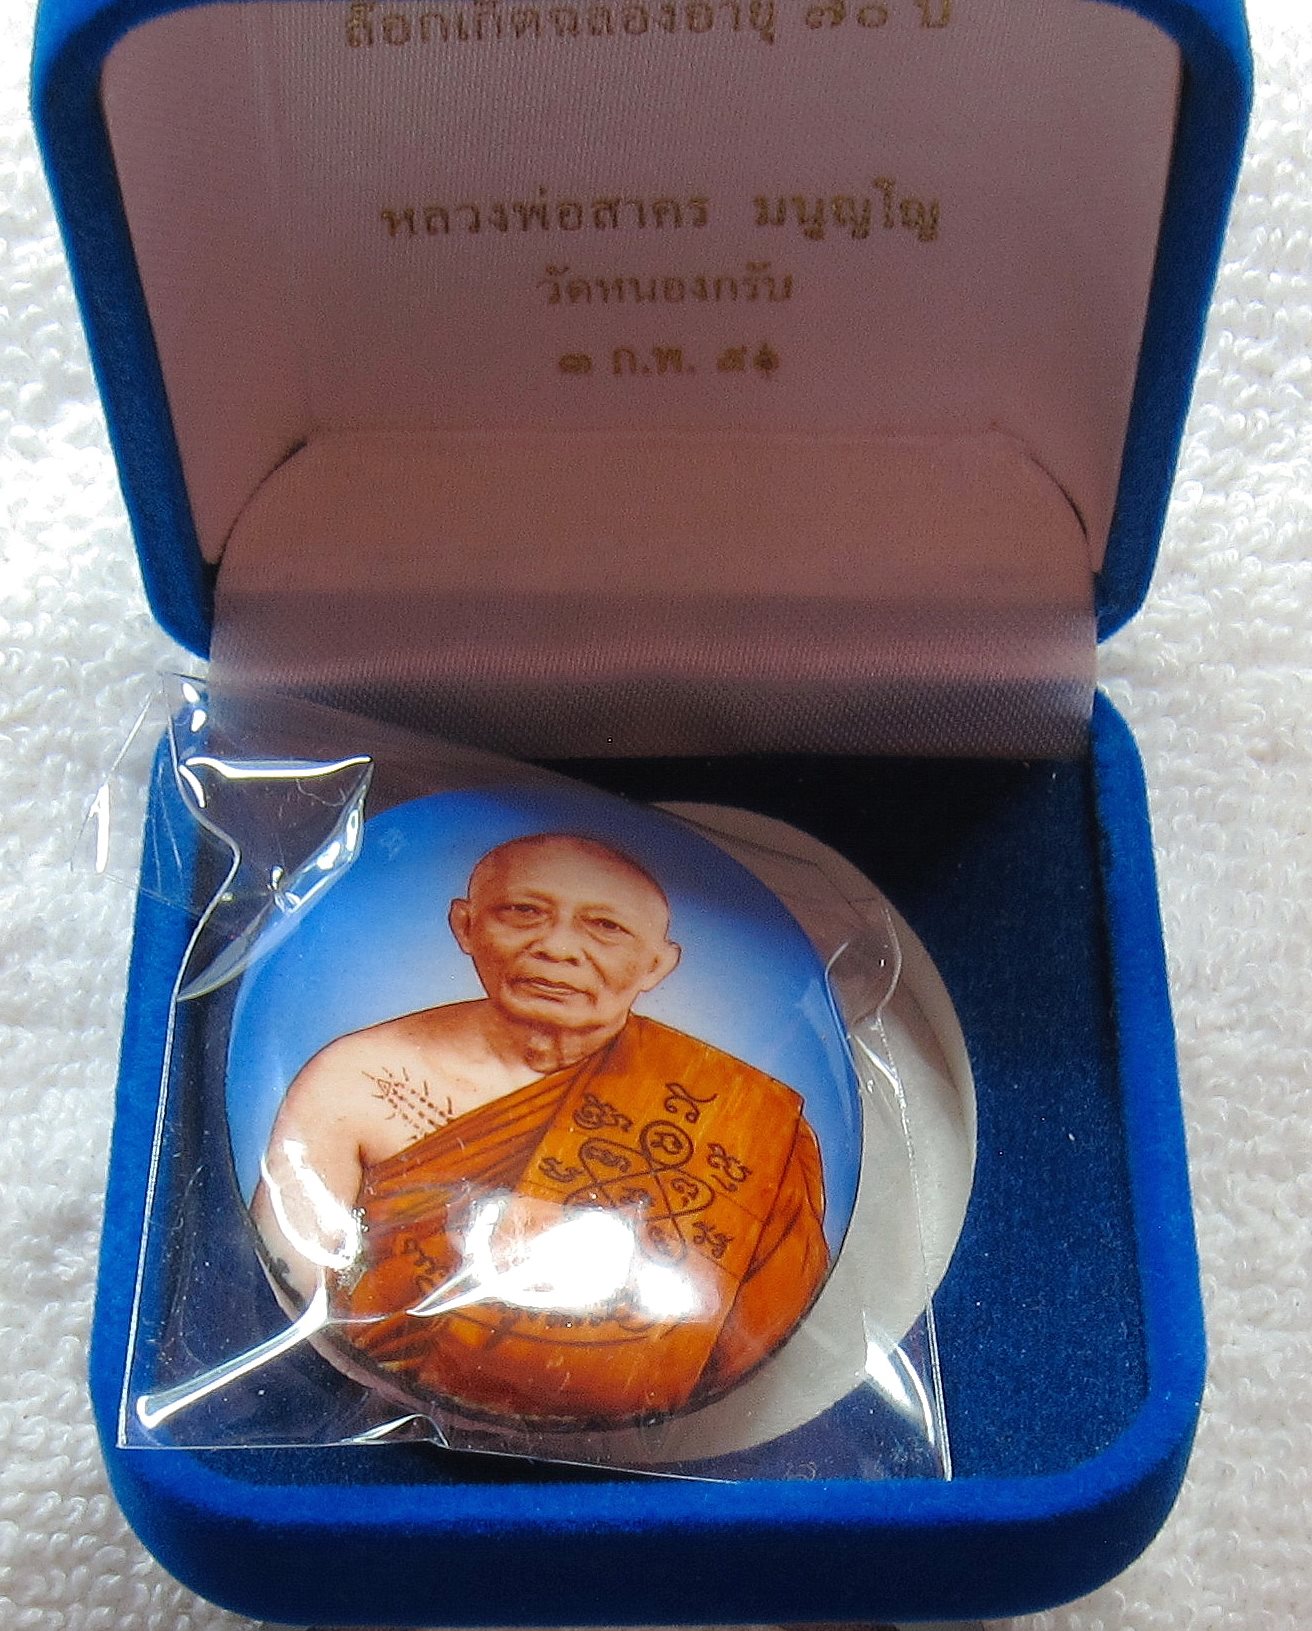 ล็อกเก็ตฉลองอายุ ๗๐ ปี
หลวงพ่อสาคร มนุญฺโญ
วัดหนองกรับ
๑ ก.พ. ๕๑